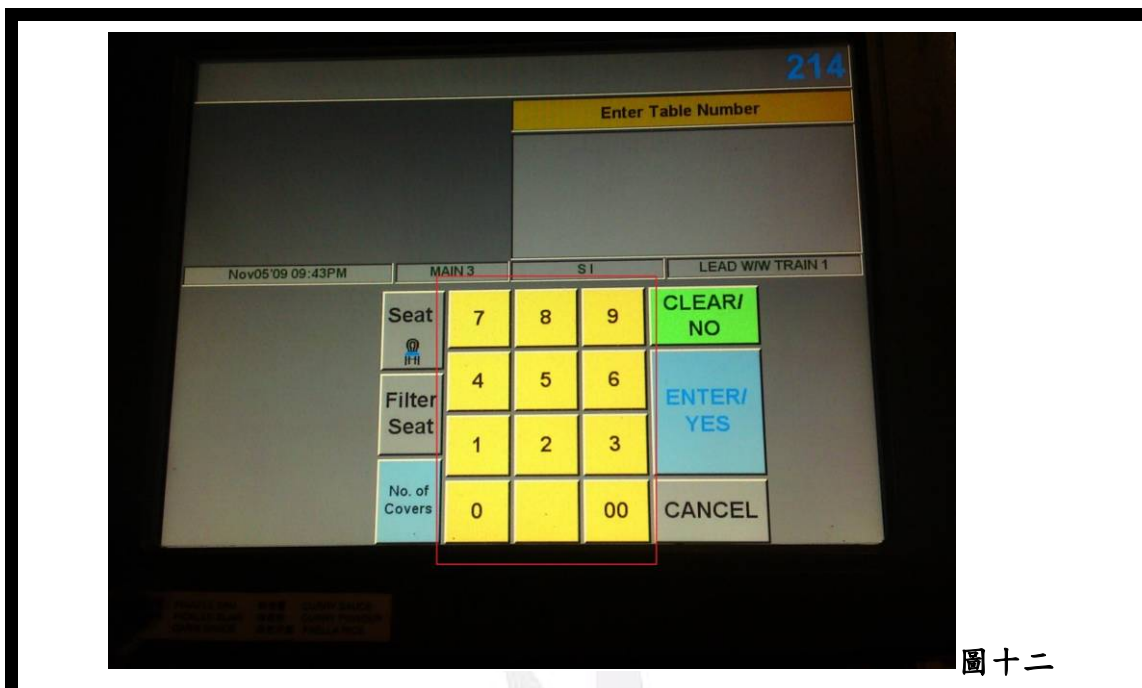 214
Enter Table Number
Nov05'09 09:43PM
MAIN 3
S I
LEAD W/W TRAIN 1
Seat
7
8
9
CLEAR/
NO
Filter
Seat
4
5
6
ENTER/
YES
1
2
3
No. of
Covers
0
.
00
CANCEL
圖十二